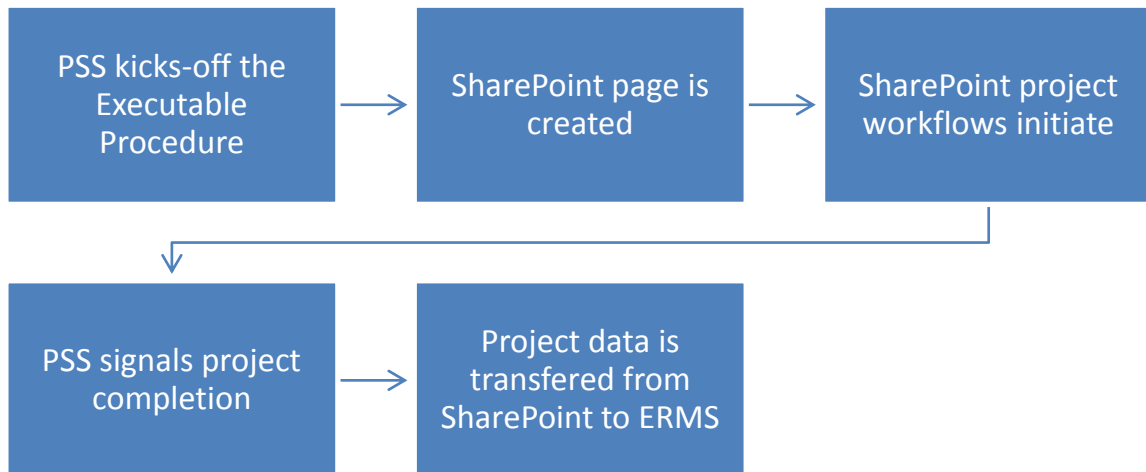 PSS kicks-off the
Executable
Procedure
SharePoint page is
created
SharePoint project
workflows initiate
PSS signals project
completion
Project data is
transfered from
SharePoint to ERMS